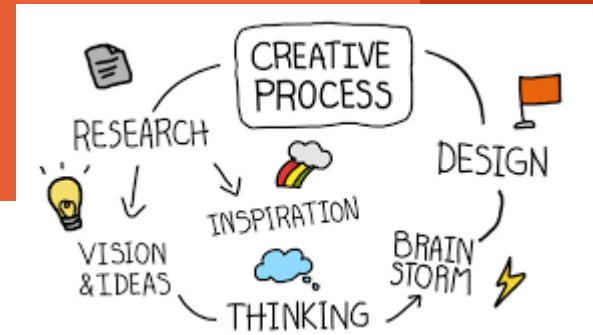 CREATIVE
PROCESS
RESEARCH
DESIGN
INSPIRATION
VISION
& IDEAS
BRAIN
STORM
THINKING